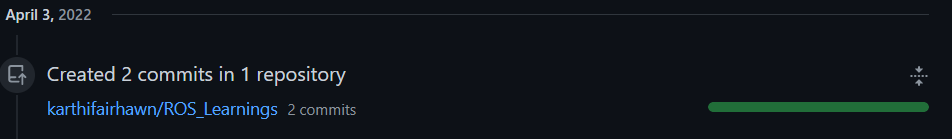 April 3, 2022
Created 2 commits in 1 repository
karthifairhawn/ROS_Learnings 2 commits